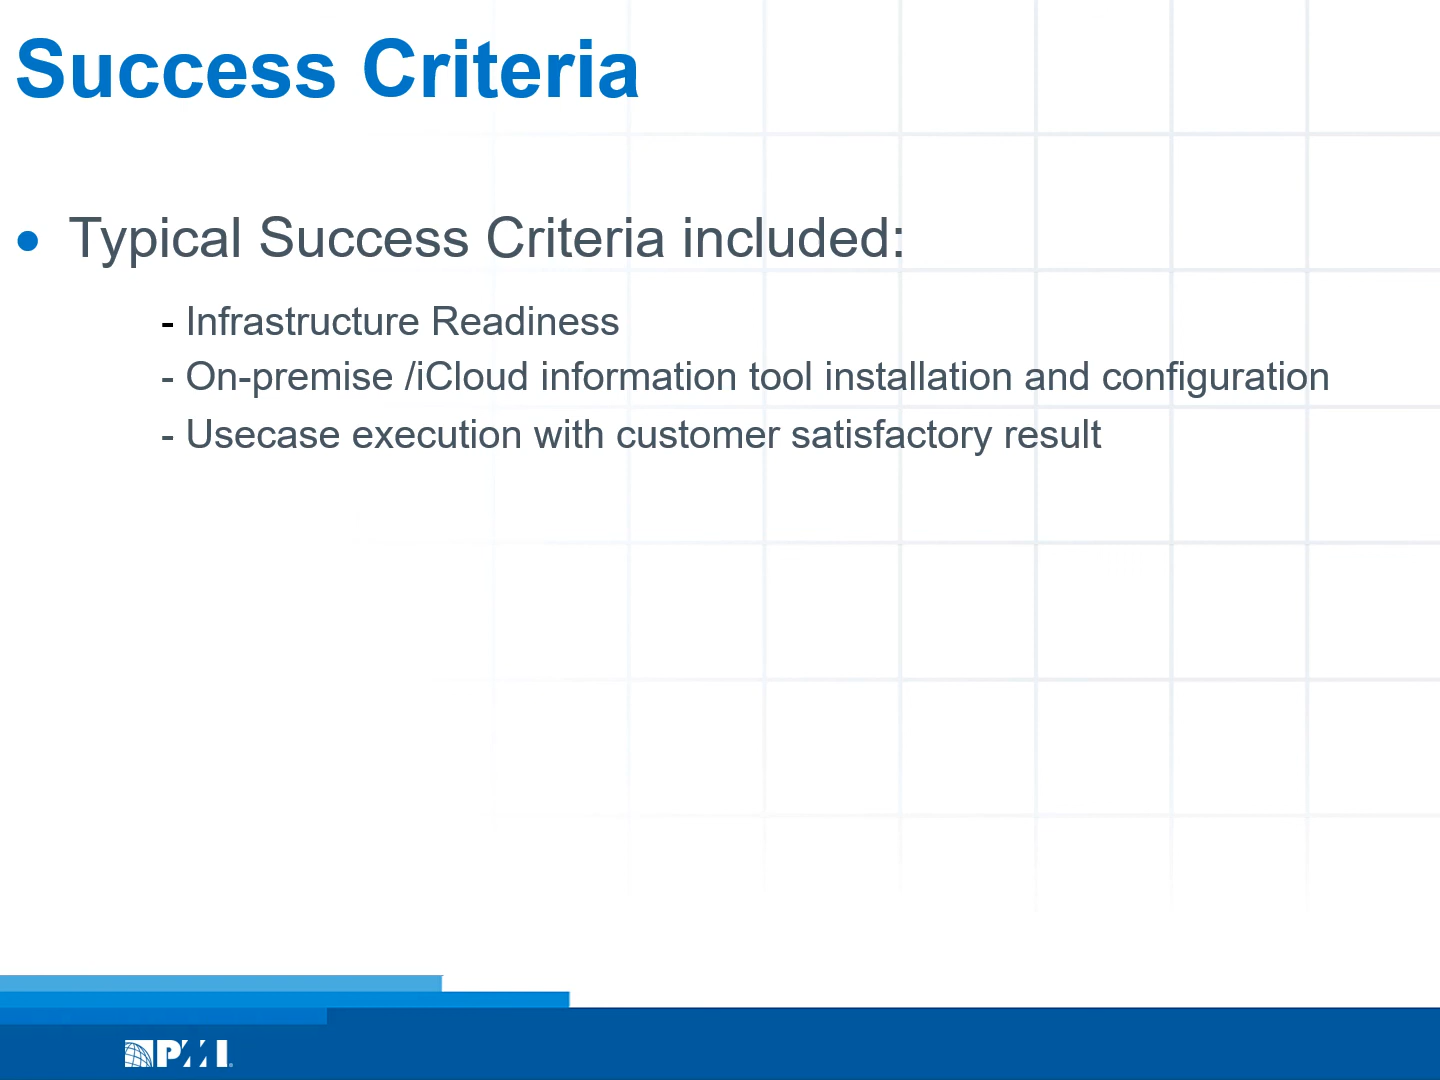 Success Criteria
• Typical Success Criteria included:
- Infrastructure Readiness
- On-premise /iCloud information tool installation and configuration
- Usecase execution with customer satisfactory result
PMI